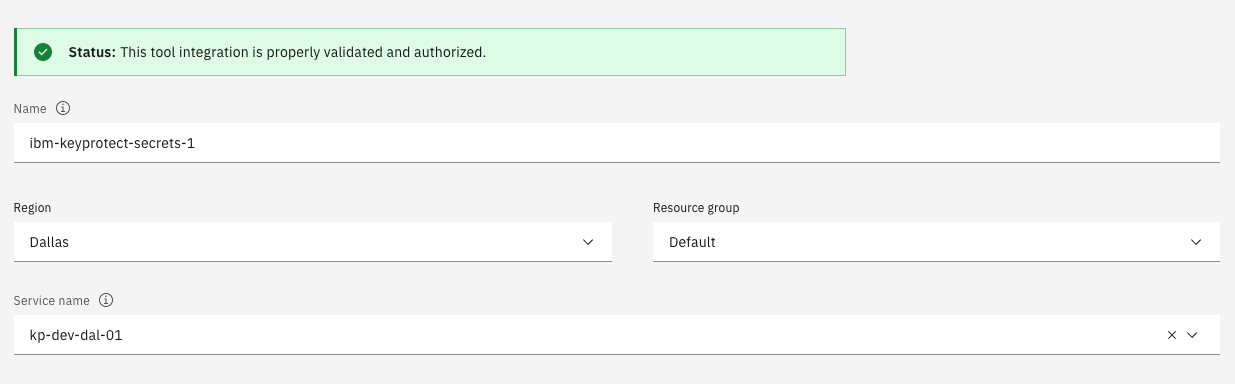 Status: This tool integration is properly validated and authorized.
Name
ibm-keyprotect-secrets-1
Region
Resource group
Dallas
Default
Service name
kp-dev-dal-01